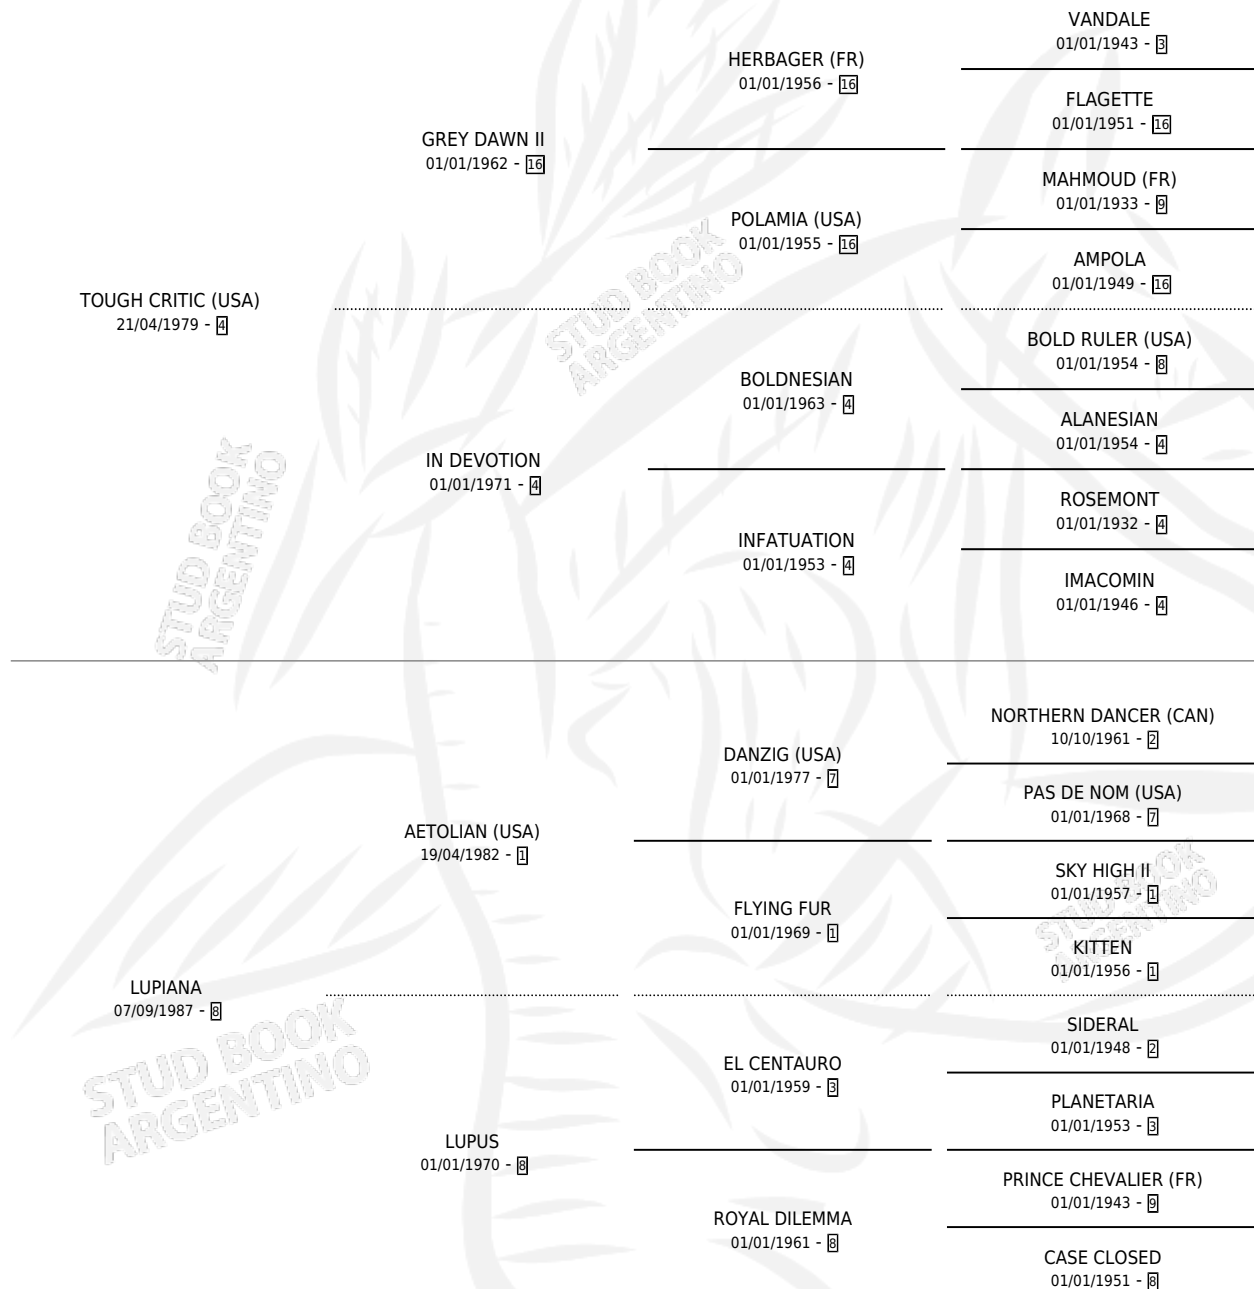 VANDALE
01/01/1943 - 3
HERBAGER (FR)
01/01/1956 - 16
FLAGETTE
01/01/1951 - 16
GREY DAWN II
01/01/1962 - 16
MAHMOUD (FR)
01/01/1933 - 9
POLAMIA (USA)
01/01/1955 - 16
AMPOLA
01/01/1949 - 16
TOUGH CRITIC (USA)
21/04/1979 - 4
BOLD RULER (USA)
01/01/1954 - 8
BOLDNESIAN
01/01/1963 - 4
ALANESIAN
01/01/1954 - 4
IN DEVOTION
01/01/1971 - 4
ROSEMONT
01/01/1932 - 4
INFATUATION
01/01/1953 - 4
IMACOMIN
01/01/1946 - 4
STUD BOOK
ARGENTINO
STUD BOOK
ARGENTINO
NORTHERN DANCER (CAN)
10/10/1961 - 2
DANZIG (USA)
01/01/1977 - 7
PAS DE NOM (USA)
01/01/1968 - 7
AETOLIAN (USA)
19/04/1982 - 1
SKY HIGH II
01/01/1957 - 1
FLYING FUR
01/01/1969 - 1
KITTEN
01/01/1956 - 1
STUD BOOK
ARGENTINO
LUPIANA
07/09/1987 - 8
SIDERAL
01/01/1948 - 2
EL CENTAURO
01/01/1959 - 3
PLANETARIA
01/01/1953 - 3
STUD BOOK
ARGENTINO
LUPUS
01/01/1970 - 8
PRINCE CHEVALIER (FR)
01/01/1943 - 9
ROYAL DILEMMA
01/01/1961 - 8
CASE CLOSED
01/01/1951 - 8